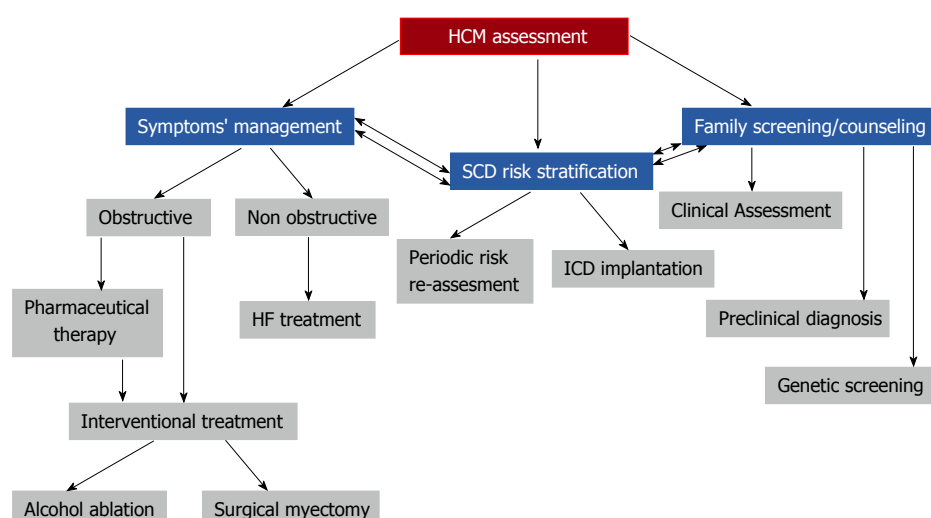 HCM assessment
Symptoms' management
Family screening/counseling
SCD risk stratification
Obstructive
Non obstructive
Clinical Assessment
Periodic risk
re-assesment
ICD implantation
Pharmaceutical
therapy
HF treatment
Preclinical diagnosis
Genetic screening
Interventional treatment
Alcohol ablation
Surgical myectomy